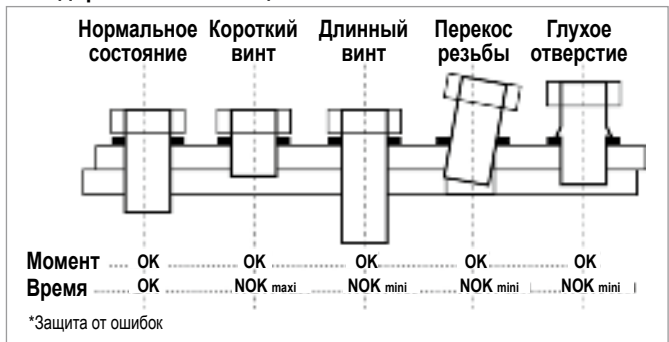 Нормальное Короткий Длинный Перекос Глухое
состояние винт винт резьбы отверстие
Момент OK OK OK OK OK
Время OK NOK maxi NOK mini NOK mini NOK mini
*Защита от ошибок